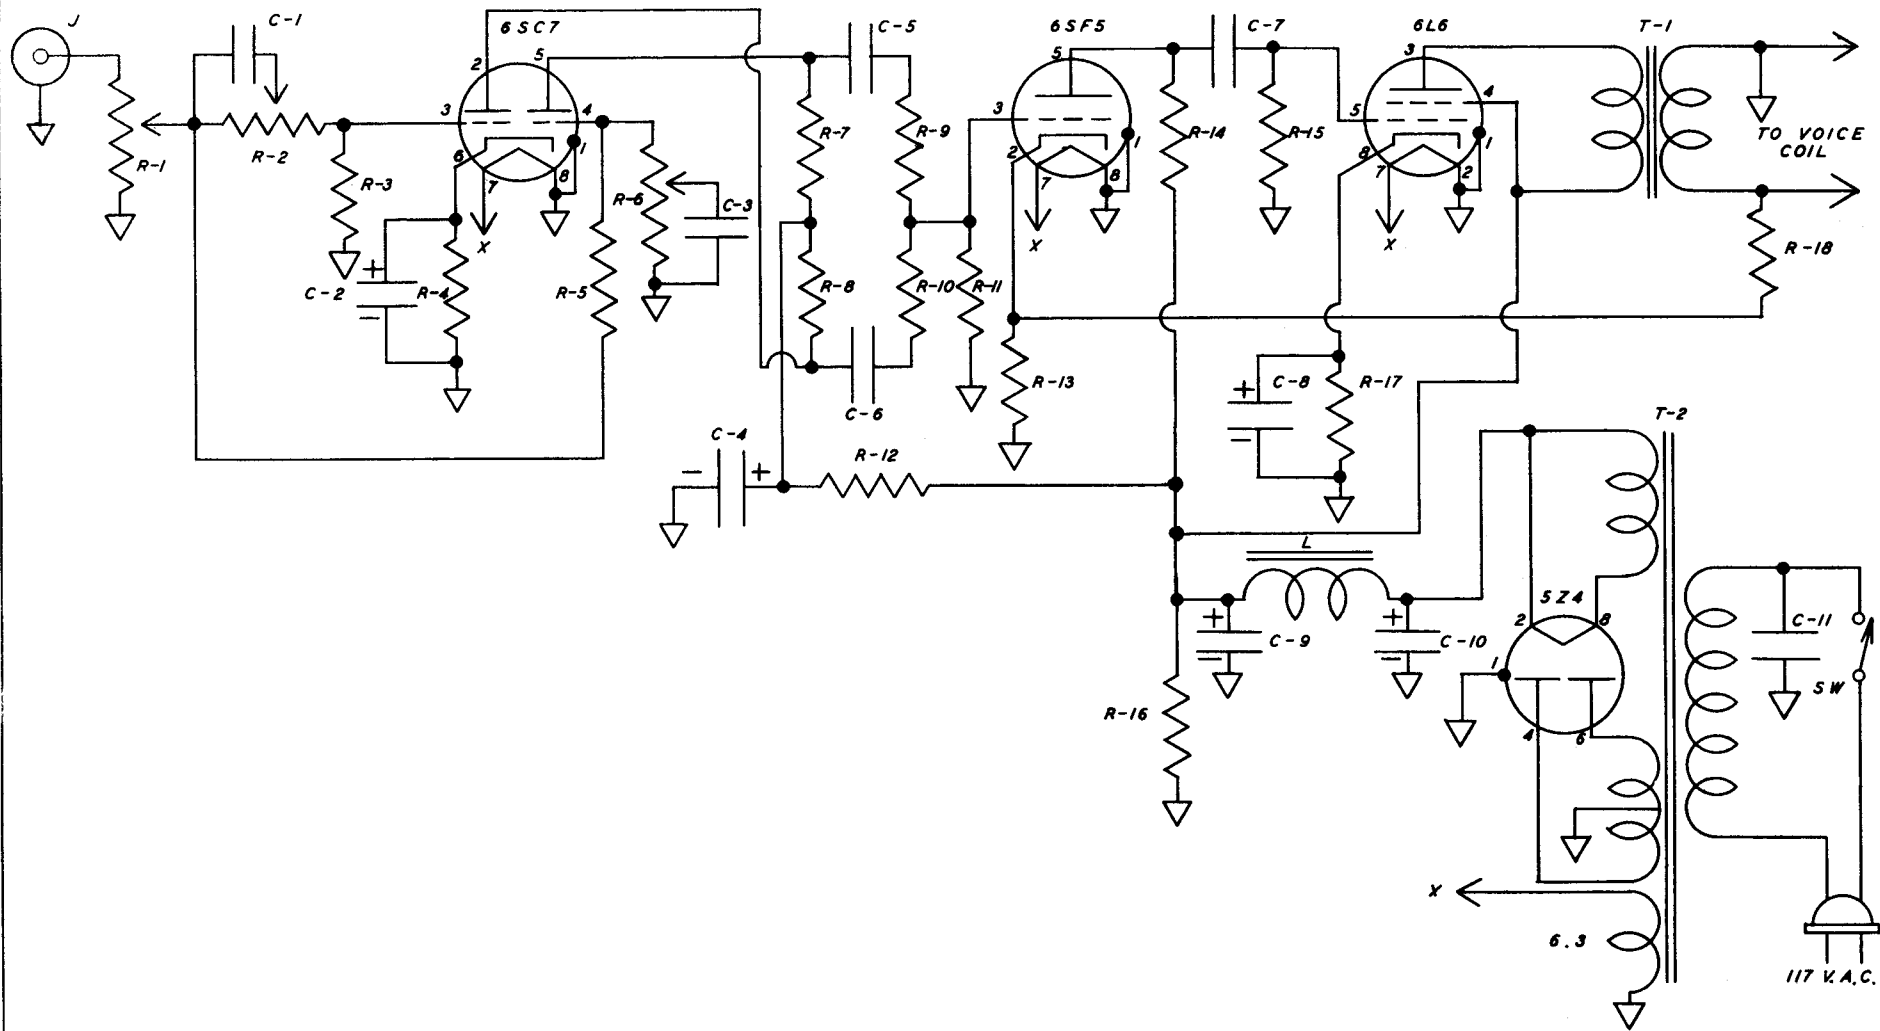 J
C-1
6SC7
C-5
6SF5
C-7
6L6
T-1
2
5
5
3
3
4
3
5
4
R-1
R-2
R-3
6
7
8
1
R-6
C-3
R-7
R-9
2
7
8
1
R-14
R-15
8
7
2
1
TO VOICE
COIL
X
X
X
R-18
C-2
+
-
R-4
R-5
R-8
R-10
R-11
C-6
R-13
C-8
+
-
R-17
T-2
C-4
-
+
R-12
L
5Z4
2
8
1
4
6
+
-
C-9
+
-
C-10
C-11
SW
R-16
X
6.3
117 V.A.C.